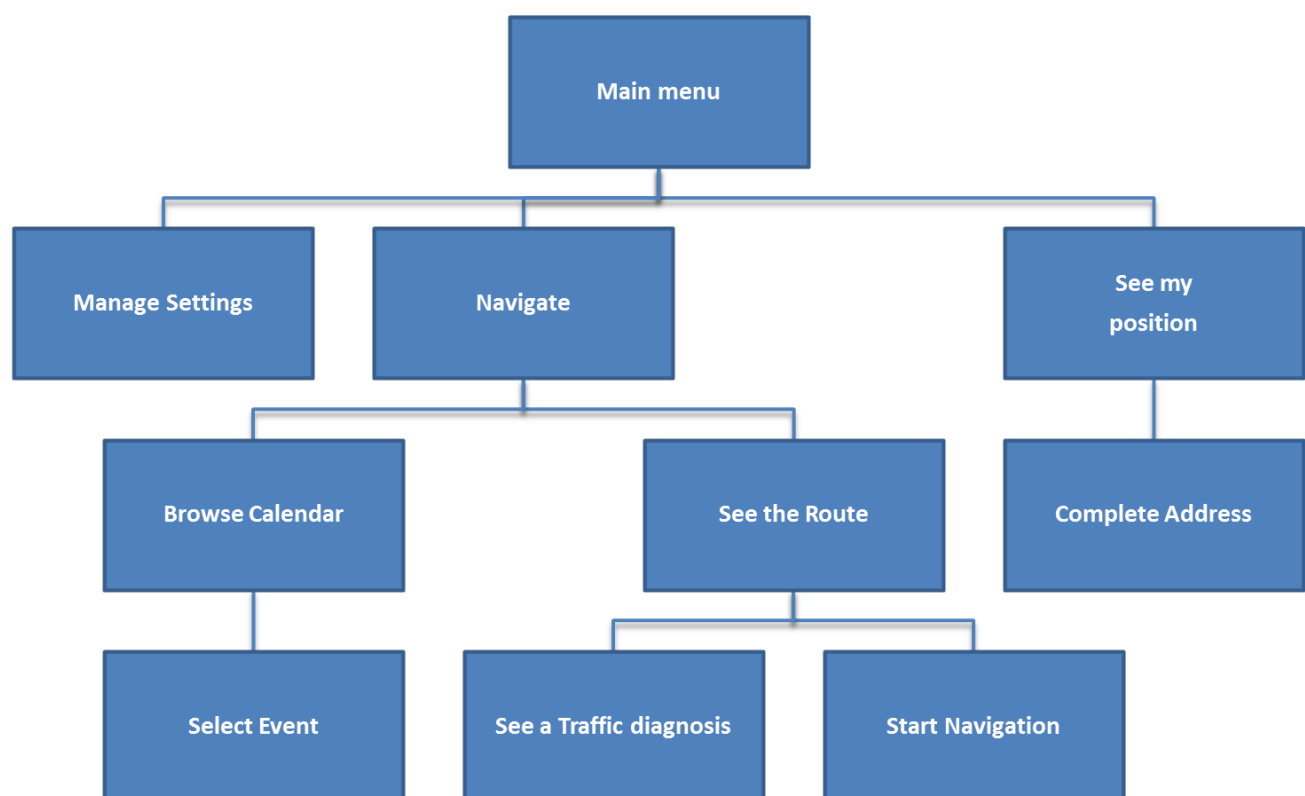 Main menu
Manage Settings
Navigate
See my
position
Browse Calendar
See the Route
Complete Address
Select Event
See a Traffic diagnosis
Start Navigation